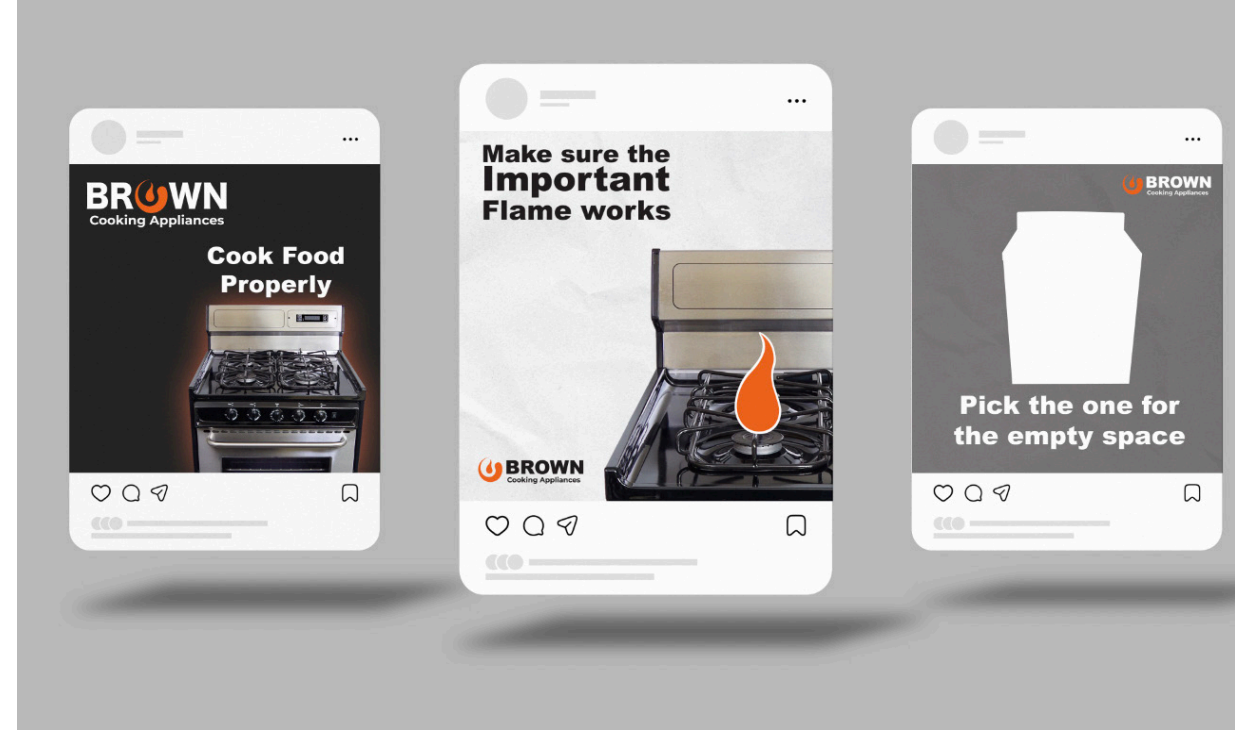 BROWN
Cooking Appliances
Cook Food
Properly
Make sure the
Important
Flame works
BROWN
Cooking Appliances
BROWN
Cooking Appliances
Pick the one for
the empty space